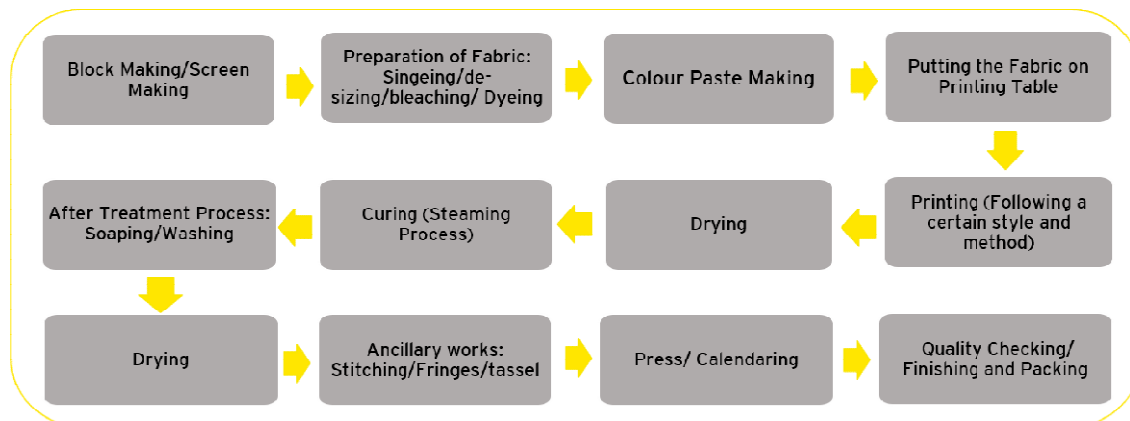 Block Making/Screen
Making
Preparation of Fabric:
Singeing/de-
sizing/bleaching/ Dyeing
Colour Paste Making
Putting the Fabric on
Printing Table
Printing (Following a
certain style and
method)
Drying
Curing (Steaming
Process)
After Treatment Process:
Soaping/Washing
Drying
Ancillary works:
Stitching/Fringes/tassel
Press/ Calendaring
Quality Checking/
Finishing and Packing